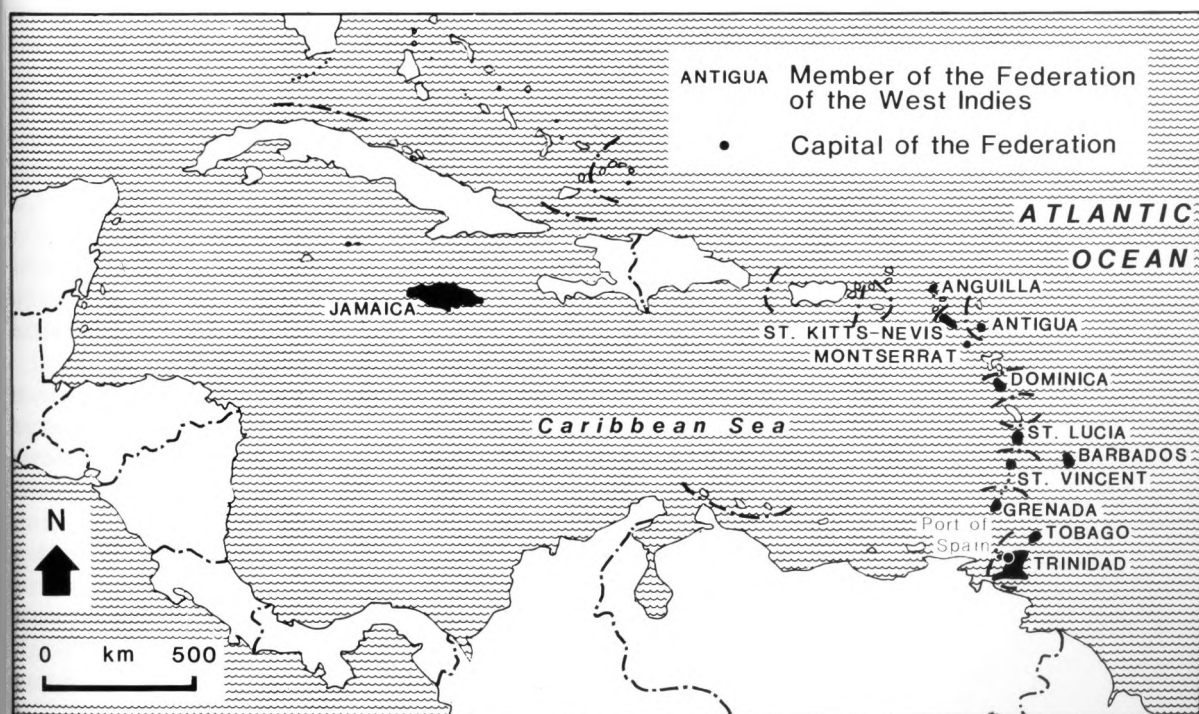 ANTIGUA Member of the Federation
of the West Indies
• Capital of the Federation
ATLANTIC
OCEAN
JAMAICA
ANGUILLA
ST. KITTS-NEVIS
ANTIGUA
MONTSERRAT
DOMINICA
Caribbean Sea
ST. LUCIA
BARBADOS
ST. VINCENT
GRENADA
Port of
Spain
TOBAGO
TRINIDAD
N
0 km 500